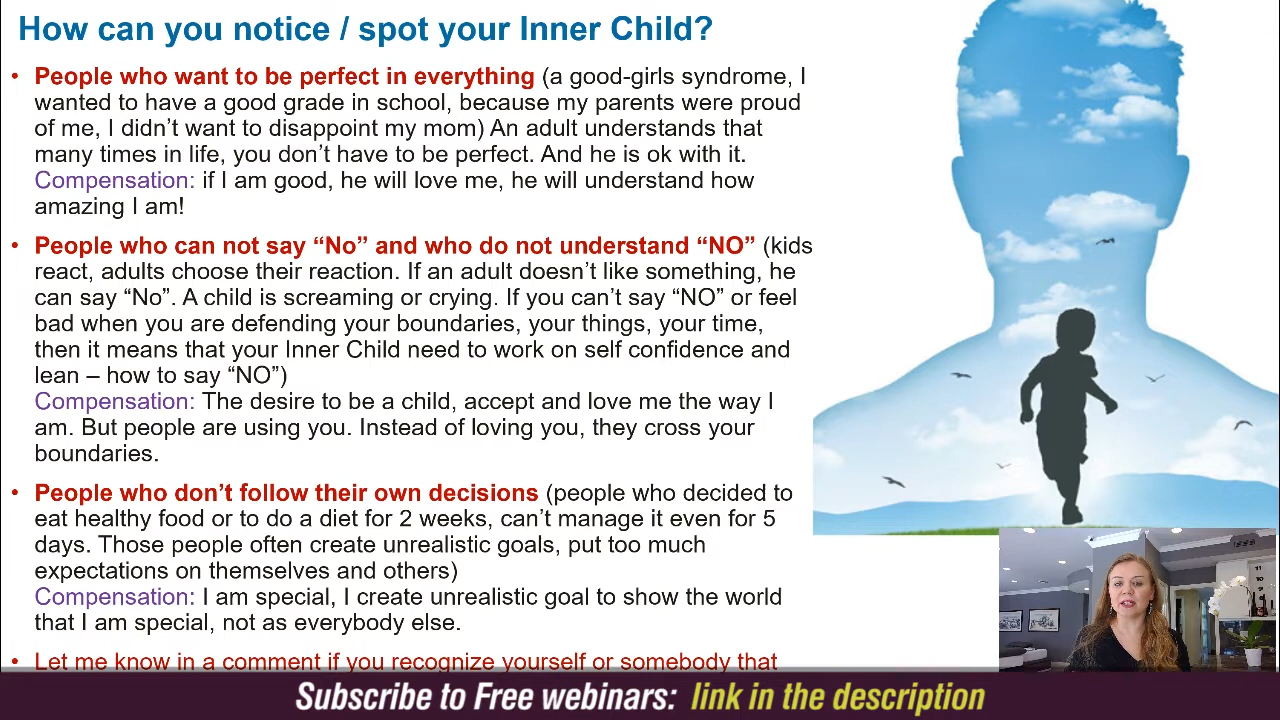 How can you notice / spot your Inner Child?
• People who want to be perfect in everything (a good-girls syndrome, I
wanted to have a good grade in school, because my parents were proud
of me, I didn’t want to disappoint my mom) An adult understands that
many times in life, you don’t have to be perfect. And he is ok with it.
Compensation: if I am good, he will love me, he will understand how
amazing I am!
• People who can not say “No” and who do not understand “NO” (kids
react, adults choose their reaction. If an adult doesn’t like something, he
can say “No”. A child is screaming or crying. If you can’t say “NO” or feel
bad when you are defending your boundaries, your things, your time,
then it means that your Inner Child need to work on self confidence and
lean – how to say “NO”)
Compensation: The desire to be a child, accept and love me the way I
am. But people are using you. Instead of loving you, they cross your
boundaries.
• People who don’t follow their own decisions (people who decided to
eat healthy food or to do a diet for 2 weeks, can’t manage it even for 5
days. Those people often create unrealistic goals, put too much
expectations on themselves and others)
Compensation: I am special, I create unrealistic goal to show the world
that I am special, not as everybody else.
• Let me know in a comment if you recognize yourself or somebody that
Subscribe to Free webinars: link in the description